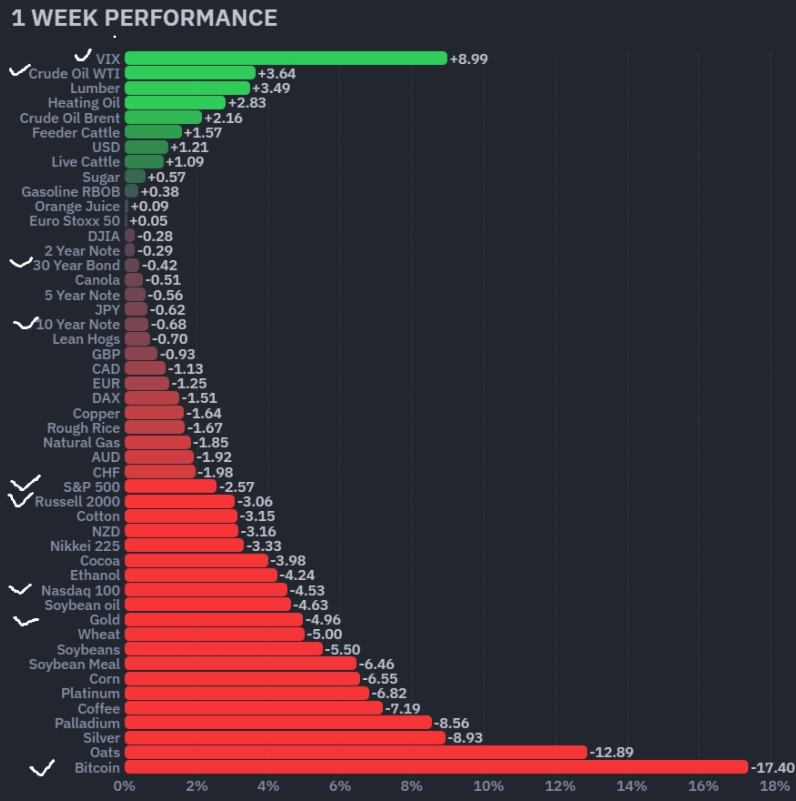 1 WEEK PERFORMANCE
VIX +8.99
Crude Oil WTI +3.64
Lumber +3.49
Heating Oil +2.83
Crude Oil Brent +2.16
Feeder Cattle +1.57
USD +1.21
Live Cattle +1.09
Sugar +0.57
Gasoline RBOB +0.38
Orange Juice +0.09
Euro Stoxx 50 +0.05
DJIA -0.28
2 Year Note -0.29
30 Year Bond -0.42
Canola -0.51
5 Year Note -0.56
JPY -0.62
10 Year Note -0.68
Lean Hogs -0.70
GBP -0.93
CAD -1.13
EUR -1.25
DAX -1.51
Copper -1.64
Rough Rice -1.67
Natural Gas -1.85
AUD -1.92
CHF -1.98
S&P 500 -2.57
Russell 2000 -3.06
Cotton -3.15
NZD -3.16
Nikkei 225 -3.33
Cocoa -3.98
Ethanol -4.24
Nasdaq 100 -4.53
Soybean oil -4.63
Gold -4.96
Wheat -5.00
Soybeans -5.50
Soybean Meal -6.46
Corn -6.55
Platinum -6.82
Coffee -7.19
Palladium -8.56
Silver -8.93
Oats -12.89
Bitcoin -17.40
0% 2% 4% 6% 8% 10% 12% 14% 16% 18%